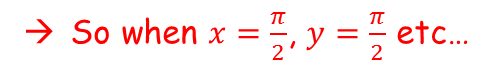 → So when x = π/2, y = π/2 etc...